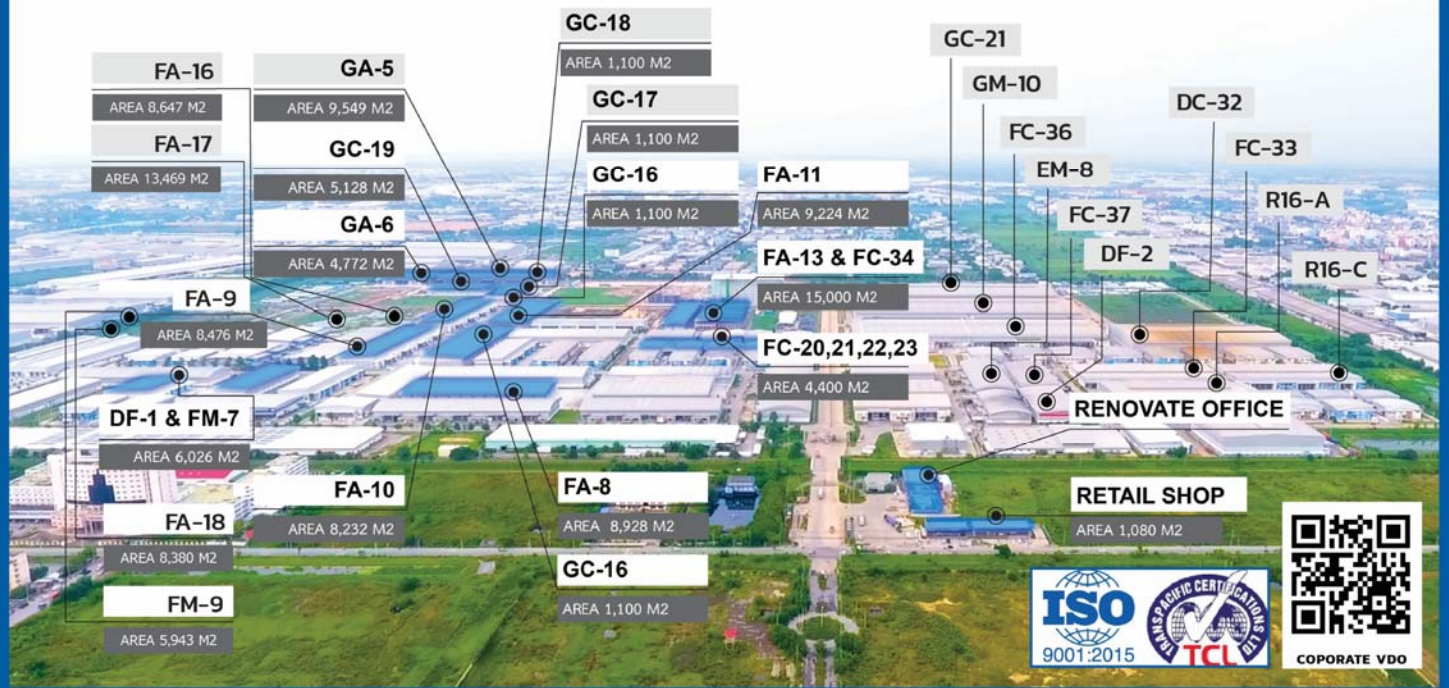 GC-18
AREA 1,100 M2
FA-16
AREA 8,647 M2
GA-5
AREA 9,549 M2
GC-17
AREA 1,100 M2
FA-17
AREA 13,469 M2
GC-19
AREA 5,128 M2
GC-16
AREA 1,100 M2
FA-11
AREA 9,224 M2
GA-6
AREA 4,772 M2
FA-13 & FC-34
AREA 15,000 M2
FA-9
AREA 8,476 M2
FC-20,21,22,23
AREA 4,400 M2
GC-21
GM-10
FC-36
EM-8
FC-37
DF-2
DC-32
FC-33
R16-A
R16-C
DF-1 & FM-7
AREA 6,026 M2
RENOVATE OFFICE
FA-18
AREA 8,380 M2
FA-10
AREA 8,232 M2
FA-8
AREA 8,928 M2
RETAIL SHOP
AREA 1,080 M2
FM-9
AREA 5,943 M2
GC-16
AREA 1,100 M2
ISO
9001:2015
TRANSPACIFIC CERTIFICATIONS LTD
TCL
COPORATE VDO